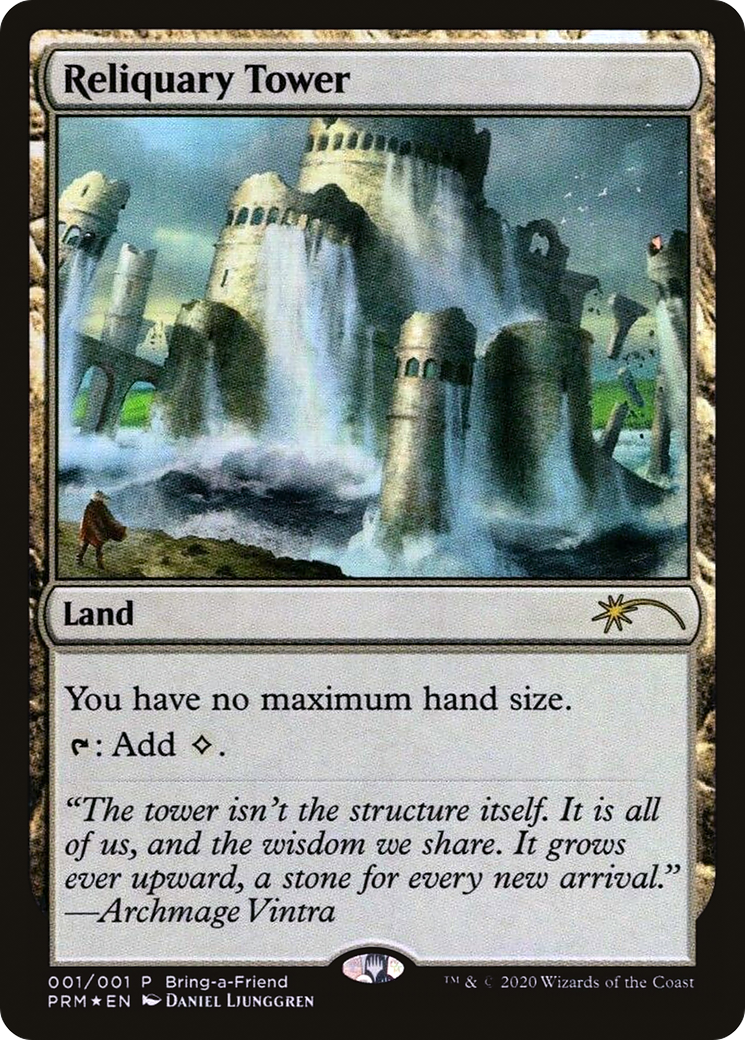 Reliquary Tower
Land
You have no maximum hand size.
: Add .
“The tower isn’t the structure itself. It is all
of us, and the wisdom we share. It grows
ever upward, a stone for every new arrival.”
—Archmage Vintra
001/001 P Bring-a-Friend
PRM★EN Daniel Ljunggren
™ & © 2020 Wizards of the Coast